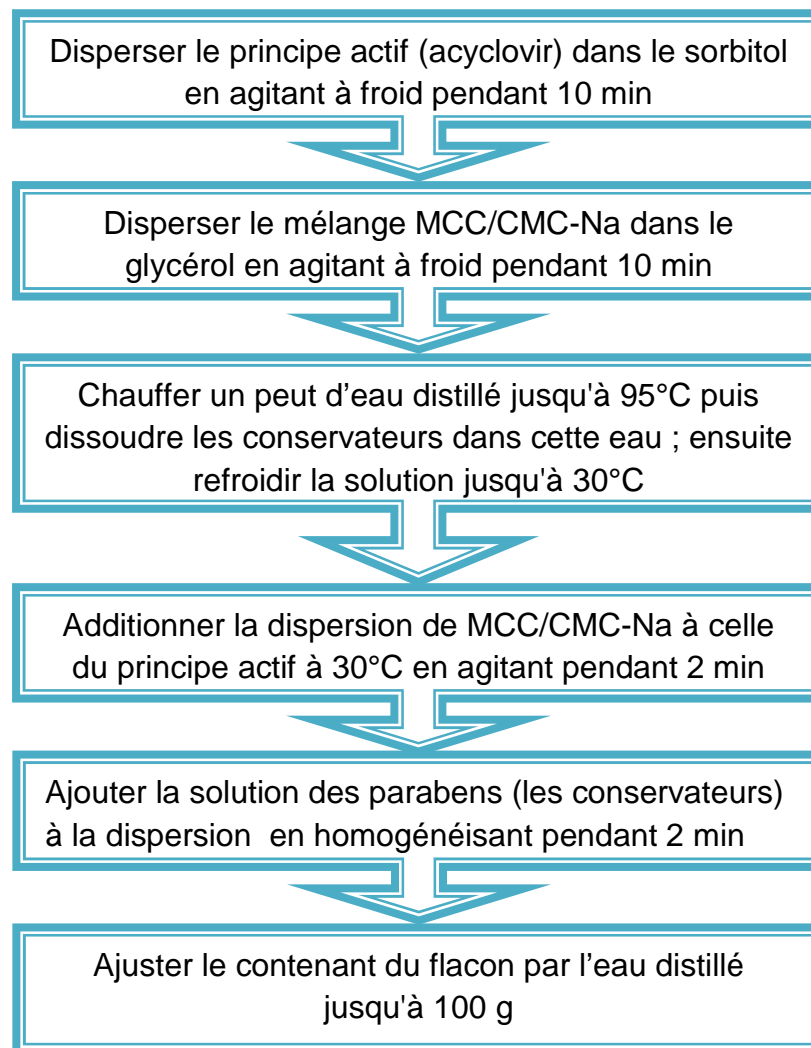 Disperser le principe actif (acyclovir) dans le sorbitol
en agitant à froid pendant 10 min
Disperser le mélange MCC/CMC-Na dans le
glycérol en agitant à froid pendant 10 min
Chauffer un peut d’eau distillé jusqu'à 95°C puis
dissoudre les conservateurs dans cette eau ; ensuite
refroidir la solution jusqu'à 30°C
Additionner la dispersion de MCC/CMC-Na à celle
du principe actif à 30°C en agitant pendant 2 min
Ajouter la solution des parabens (les conservateurs)
à la dispersion  en homogénéisant pendant 2 min
Ajuster le contenant du flacon par l’eau distillé
jusqu'à 100 g